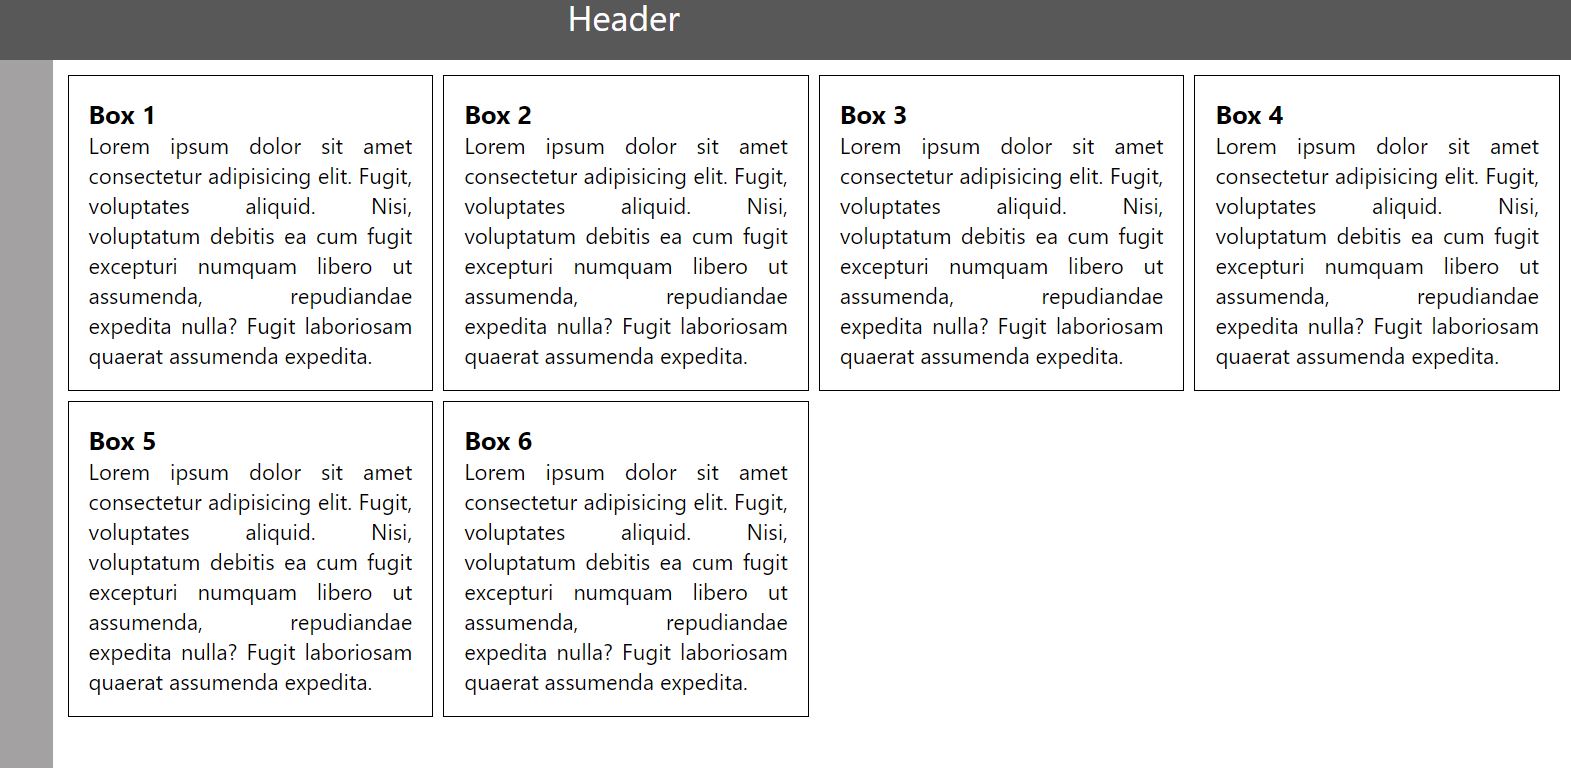 Header
Box 1
Lorem ipsum dolor sit amet
consectetur adipisicing elit. Fugit,
voluptates aliquid. Nisi,
voluptatum debitis ea cum fugit
excepturi numquam libero ut
assumenda, repudiandae
expedita nulla? Fugit laboriosam
quaerat assumenda expedita.
Box 2
Lorem ipsum dolor sit amet
consectetur adipisicing elit. Fugit,
voluptates aliquid. Nisi,
voluptatum debitis ea cum fugit
excepturi numquam libero ut
assumenda, repudiandae
expedita nulla? Fugit laboriosam
quaerat assumenda expedita.
Box 3
Lorem ipsum dolor sit amet
consectetur adipisicing elit. Fugit,
voluptates aliquid. Nisi,
voluptatum debitis ea cum fugit
excepturi numquam libero ut
assumenda, repudiandae
expedita nulla? Fugit laboriosam
quaerat assumenda expedita.
Box 4
Lorem ipsum dolor sit amet
consectetur adipisicing elit. Fugit,
voluptates aliquid. Nisi,
voluptatum debitis ea cum fugit
excepturi numquam libero ut
assumenda, repudiandae
expedita nulla? Fugit laboriosam
quaerat assumenda expedita.
Box 5
Lorem ipsum dolor sit amet
consectetur adipisicing elit. Fugit,
voluptates aliquid. Nisi,
voluptatum debitis ea cum fugit
excepturi numquam libero ut
assumenda, repudiandae
expedita nulla? Fugit laboriosam
quaerat assumenda expedita.
Box 6
Lorem ipsum dolor sit amet
consectetur adipisicing elit. Fugit,
voluptates aliquid. Nisi,
voluptatum debitis ea cum fugit
excepturi numquam libero ut
assumenda, repudiandae
expedita nulla? Fugit laboriosam
quaerat assumenda expedita.